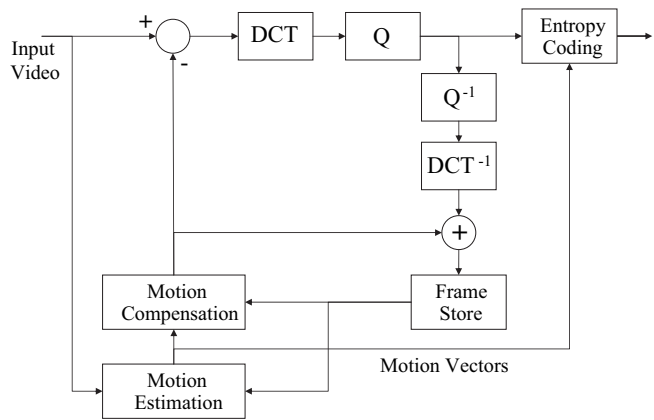 +
Input
Video
-
DCT
Q
Entropy
Coding
Q-1
DCT-1
+
Motion
Compensation
Frame
Store
Motion Vectors
Motion
Estimation